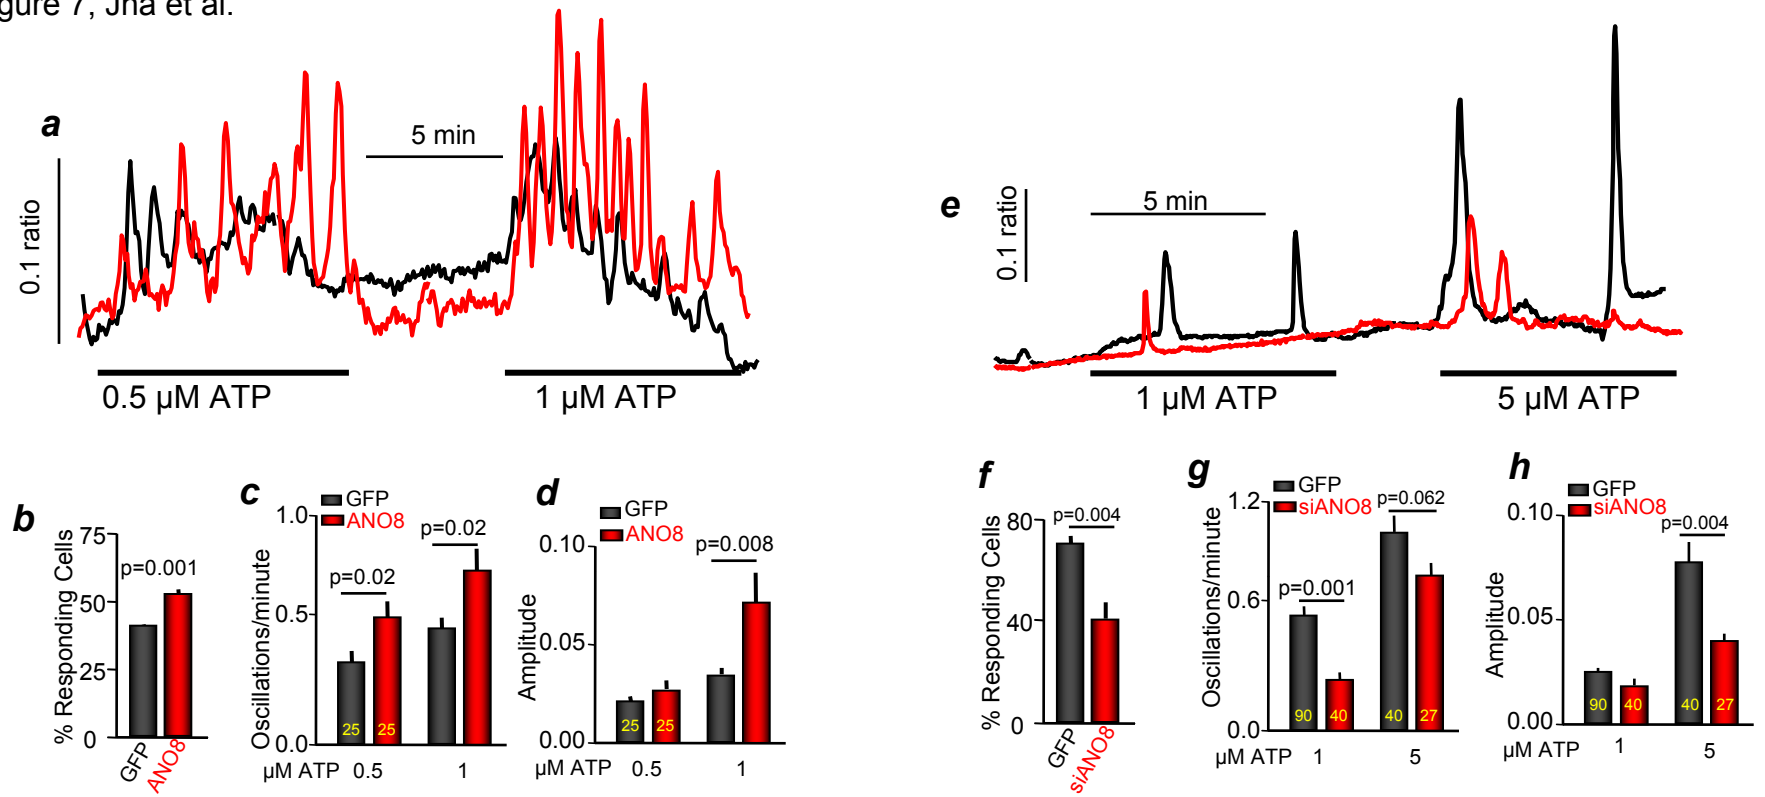 gure 7, Jha et al.
a
5 min
0.1 ratio
0.5 µM ATP
1 µM ATP
e
5 min
0.1 ratio
1 µM ATP
5 µM ATP
b
% Responding Cells
75
50
25
0
p=0.001
GFP
ANO8
c
GFP
ANO8
Oscillations/minute
1.0
0.5
0.0
p=0.02
p=0.02
25
25
µM ATP 0.5 1
d
GFP
ANO8
Amplitude
0.10
0.05
0.00
p=0.008
25
25
µM ATP 0.5 1
f
% Responding Cells
80
40
0
p=0.004
GFP
siANO8
g
GFP
siANO8
Oscillations/minute
1.2
0.6
0.0
p=0.001
p=0.062
90
40
40
27
µM ATP 1 5
h
GFP
siANO8
Amplitude
0.10
0.05
0.00
p=0.004
90
40
40
27
µM ATP 1 5